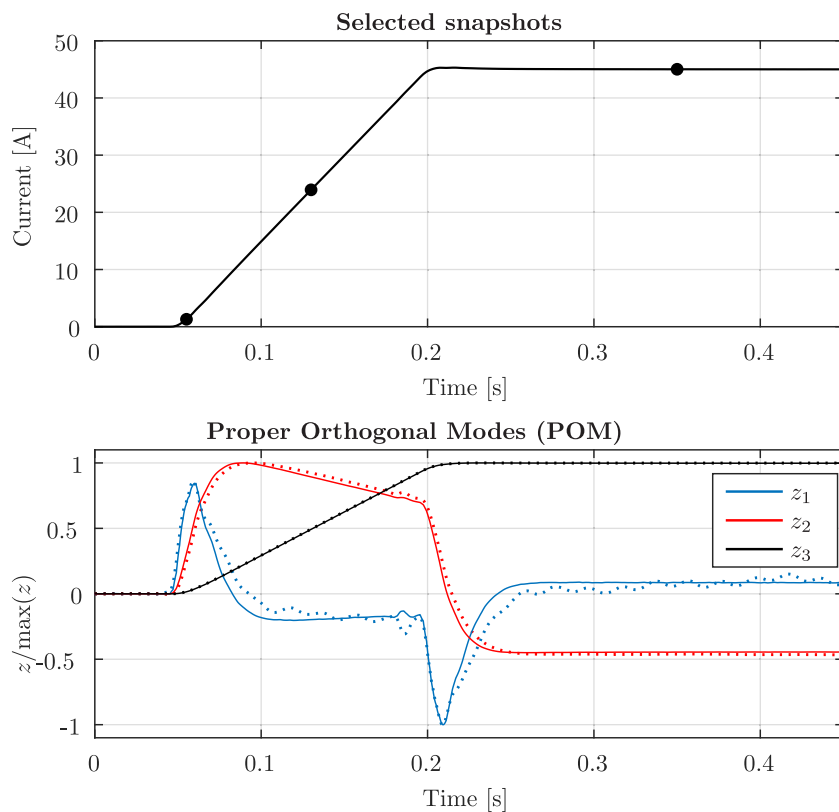 Selected snapshots
50
40
30
20
10
0
Current [A]
0 0.1 0.2 0.3 0.4
Time [s]
Proper Orthogonal Modes (POM)
1
0.5
0
-0.5
-1
z/max(z)
z₁
z₂
z₃
0 0.1 0.2 0.3 0.4
Time [s]